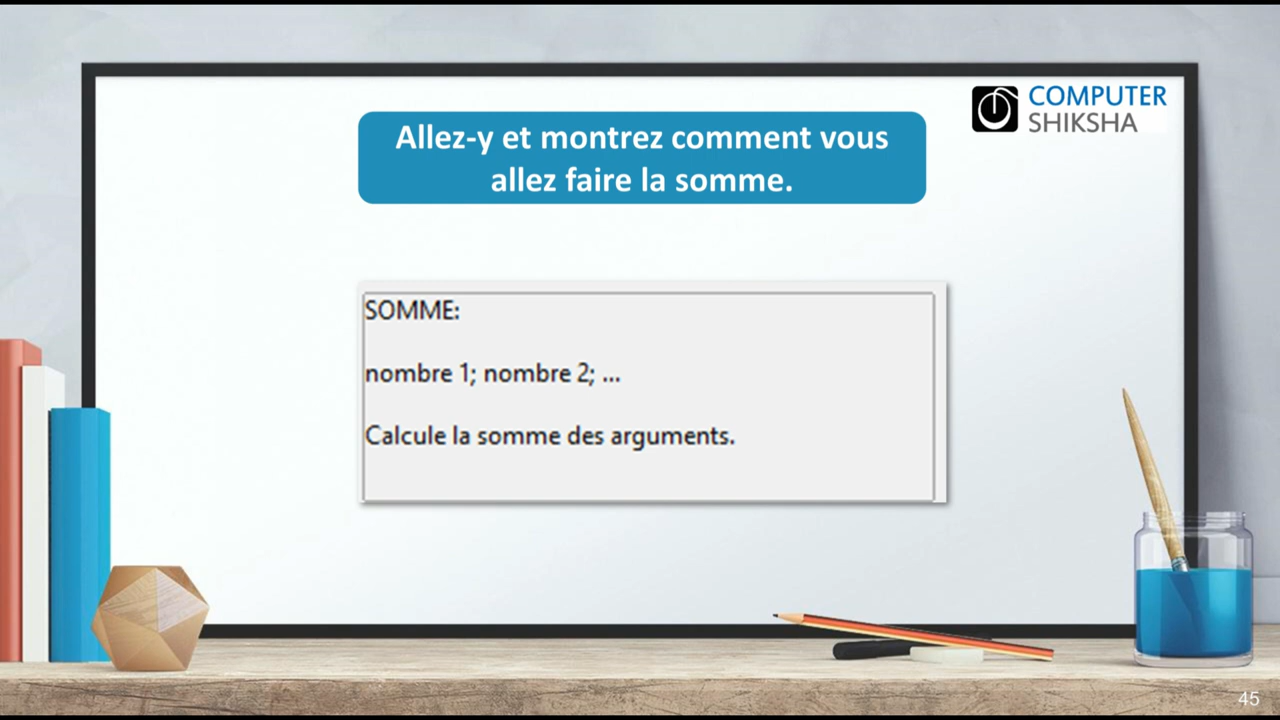 COMPUTER
SHIKSHA
Allez-y et montrez comment vous
allez faire la somme.
SOMME:
nombre 1; nombre 2; ...
Calcule la somme des arguments.
45